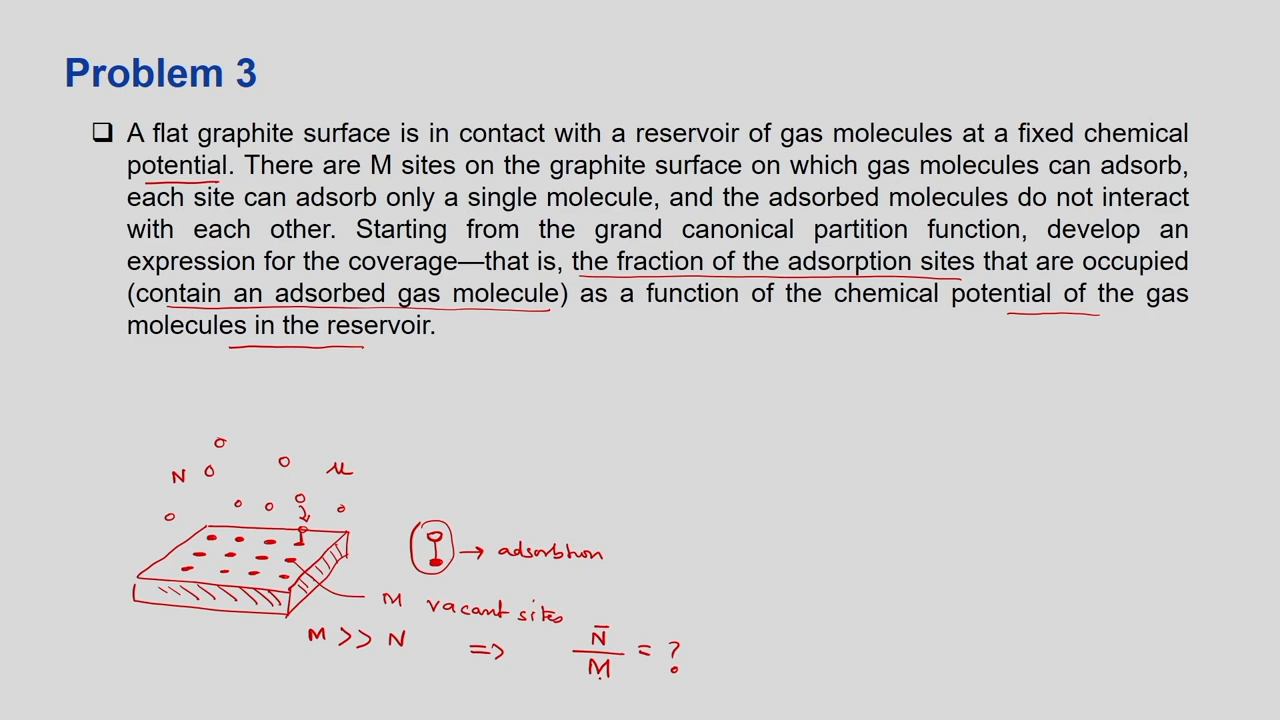 Problem 3
❑ A flat graphite surface is in contact with a reservoir of gas molecules at a fixed chemical
potential. There are M sites on the graphite surface on which gas molecules can adsorb,
each site can adsorb only a single molecule, and the adsorbed molecules do not interact
with each other. Starting from the grand canonical partition function, develop an
expression for the coverage—that is, the fraction of the adsorption sites that are occupied
(contain an adsorbed gas molecule) as a function of the chemical potential of the gas
molecules in the reservoir.
N μ
→ adsorbtion
M vacant sites
M >> N ⇒ N̄/M = ?